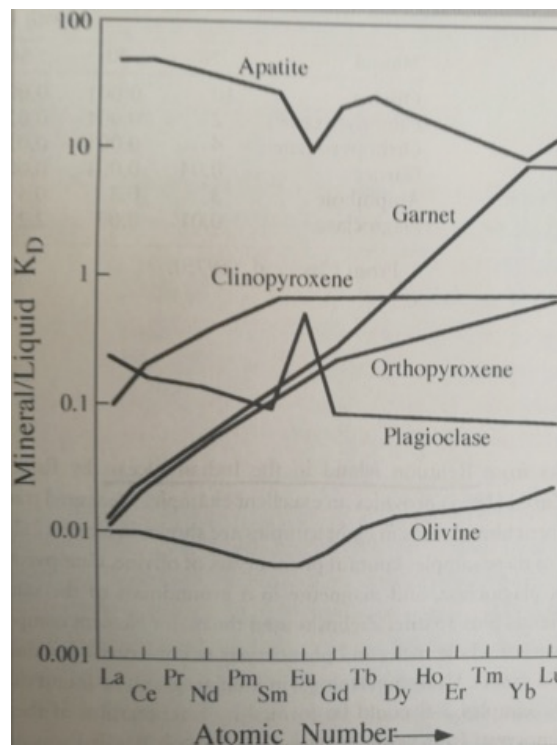 100
Apatite
10
Garnet
Clinopyroxene
1
Orthopyroxene
0.1
Plagioclase
Olivine
0.01
0.001
Mineral/Liquid K_D
La Ce Pr Nd Pm Sm Eu Gd Tb Dy Ho Er Tm Yb Lu
Atomic Number